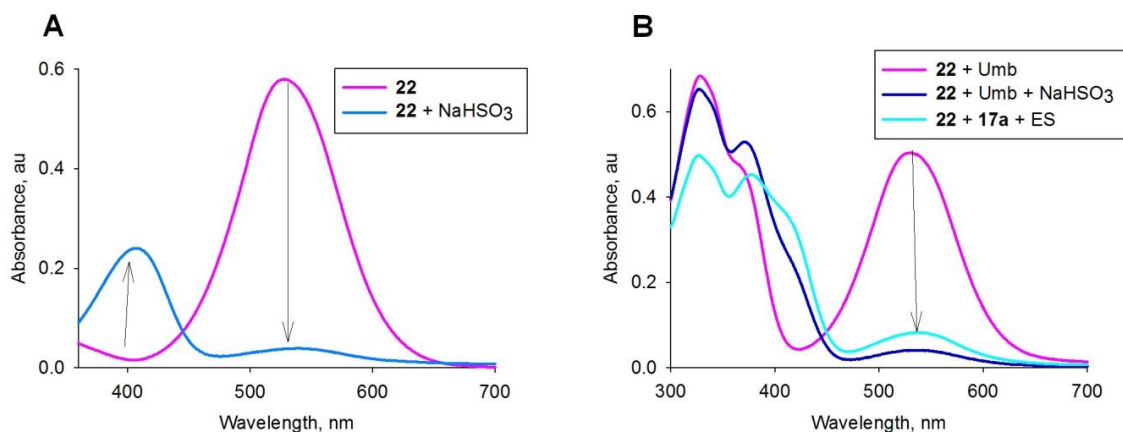 A
0.6
0.4
0.2
0.0
Absorbance, au
400 500 600 700
Wavelength, nm
22
22 + NaHSO3
B
0.6
0.4
0.2
0.0
Absorbance, au
300 400 500 600 700
Wavelength, nm
22 + Umb
22 + Umb + NaHSO3
22 + 17a + ES